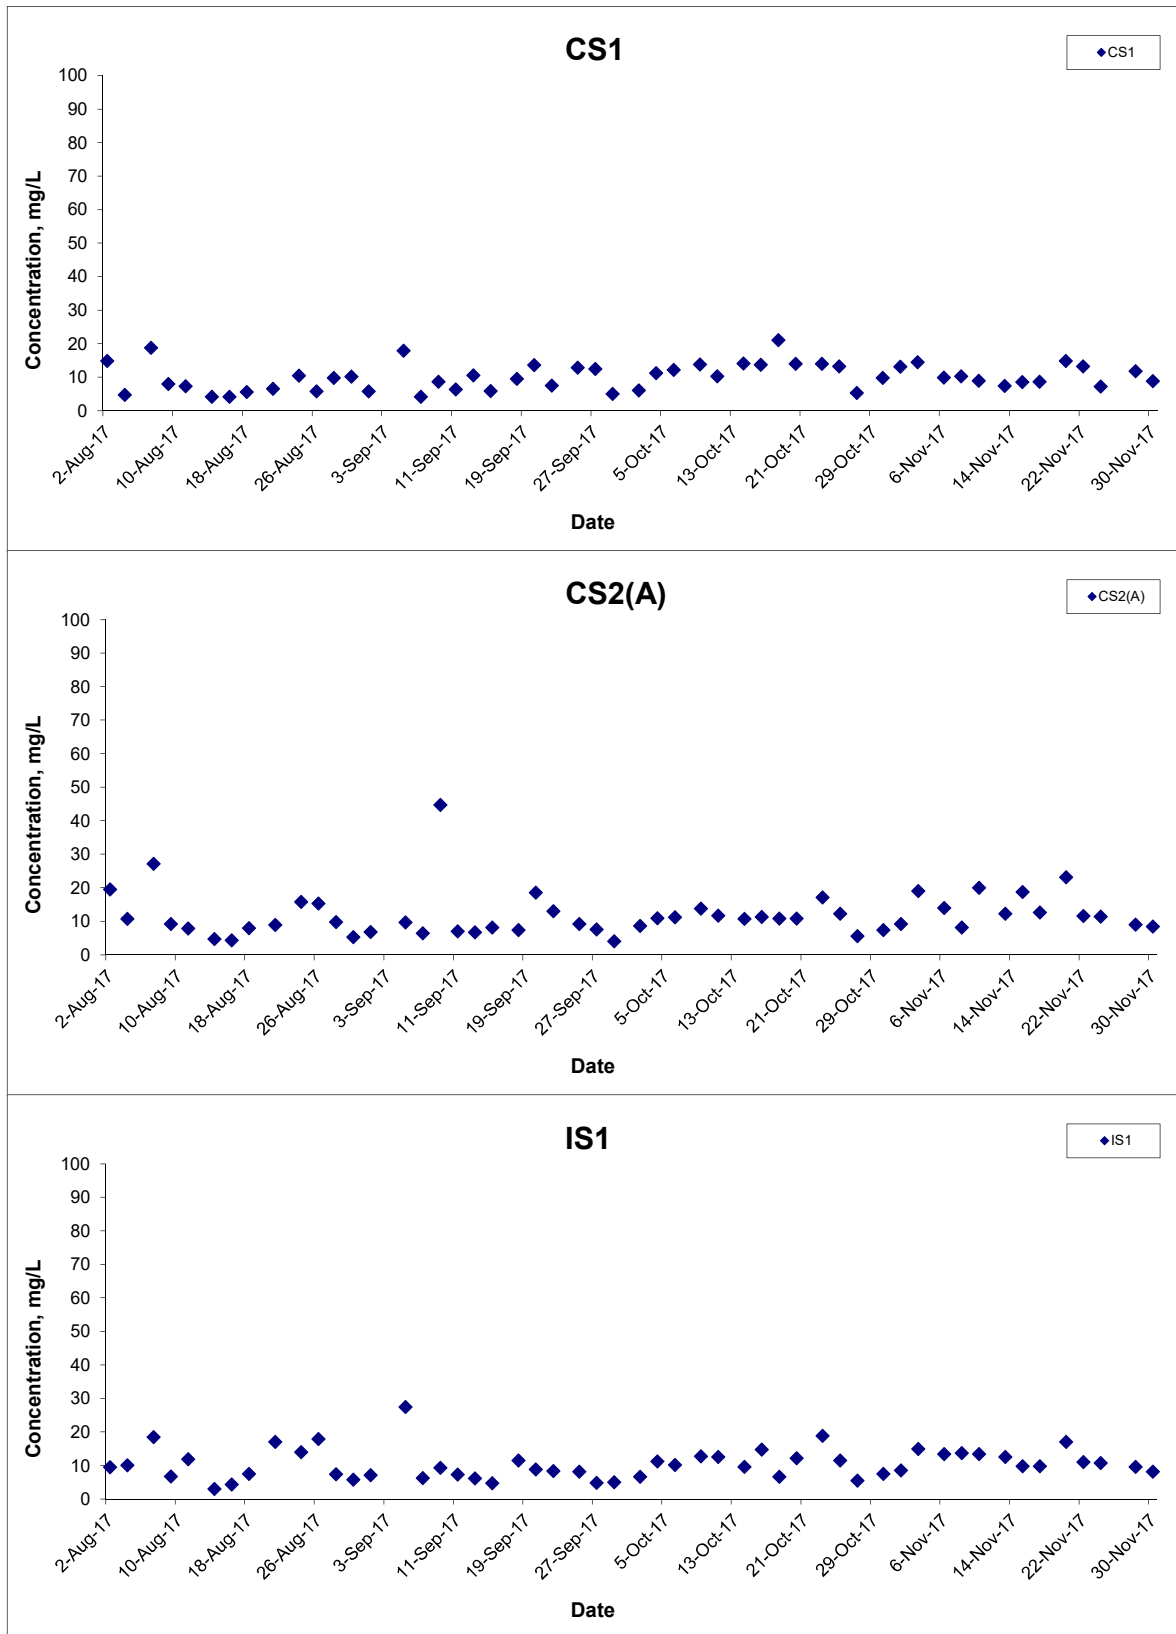 CS1
CS1
100
90
80
70
60
50
40
30
20
10
0
Concentration, mg/L
2-Aug-17
10-Aug-17
18-Aug-17
26-Aug-17
3-Sep-17
11-Sep-17
19-Sep-17
27-Sep-17
5-Oct-17
13-Oct-17
21-Oct-17
29-Oct-17
6-Nov-17
14-Nov-17
22-Nov-17
30-Nov-17
Date
CS2(A)
CS2(A)
100
90
80
70
60
50
40
30
20
10
0
Concentration, mg/L
2-Aug-17
10-Aug-17
18-Aug-17
26-Aug-17
3-Sep-17
11-Sep-17
19-Sep-17
27-Sep-17
5-Oct-17
13-Oct-17
21-Oct-17
29-Oct-17
6-Nov-17
14-Nov-17
22-Nov-17
30-Nov-17
Date
IS1
IS1
100
90
80
70
60
50
40
30
20
10
0
Concentration, mg/L
2-Aug-17
10-Aug-17
18-Aug-17
26-Aug-17
3-Sep-17
11-Sep-17
19-Sep-17
27-Sep-17
5-Oct-17
13-Oct-17
21-Oct-17
29-Oct-17
6-Nov-17
14-Nov-17
22-Nov-17
30-Nov-17
Date